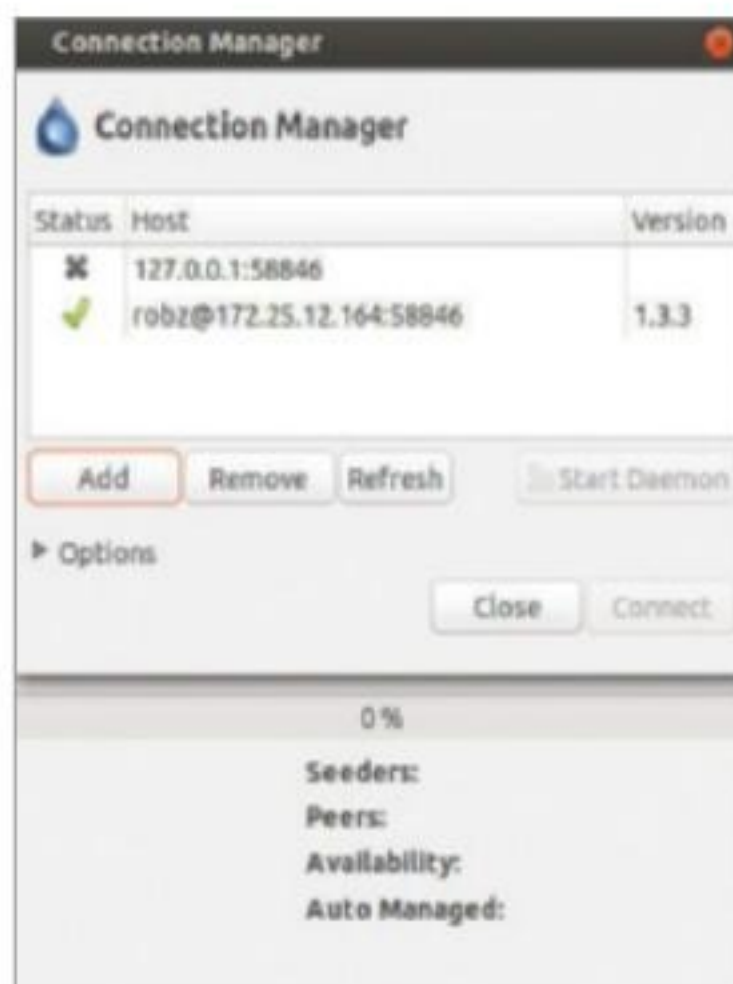 Connection Manager
Connection Manager
Status Host Version
127.0.0.1:58846
robz@172.25.12.164:58846 1.3.3
Add Remove Refresh Start Daemon
Options
Close Connect
0%
Seeders:
Peers:
Availability:
Auto Managed: